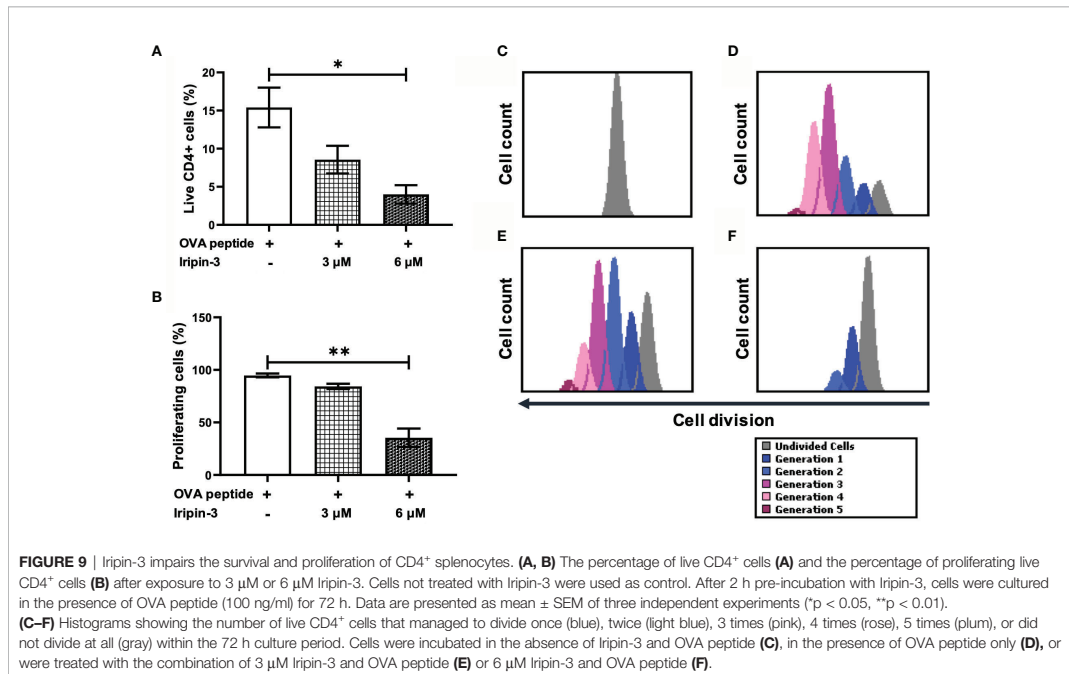 A
Live CD4+ cells (%)
20
15
10
5
0
*
OVA peptide + + +
Iripin-3 - 3 µM 6 µM
B
Proliferating cells (%)
150
100
50
0
**
OVA peptide + + +
Iripin-3 - 3 µM 6 µM
C
Cell count
D
Cell count
E
Cell count
F
Cell count
Cell division
Undivided Cells
Generation 1
Generation 2
Generation 3
Generation 4
Generation 5
FIGURE 9 | Iripin-3 impairs the survival and proliferation of CD4⁺ splenocytes. (A, B) The percentage of live CD4⁺ cells (A) and the percentage of proliferating live
CD4⁺ cells (B) after exposure to 3 µM or 6 µM Iripin-3. Cells not treated with Iripin-3 were used as control. After 2 h pre-incubation with Iripin-3, cells were cultured
in the presence of OVA peptide (100 ng/ml) for 72 h. Data are presented as mean ± SEM of three independent experiments (*p < 0.05, **p < 0.01).
(C–F) Histograms showing the number of live CD4⁺ cells that managed to divide once (blue), twice (light blue), 3 times (pink), 4 times (rose), 5 times (plum), or did
not divide at all (gray) within the 72 h culture period. Cells were incubated in the absence of Iripin-3 and OVA peptide (C), in the presence of OVA peptide only (D), or
were treated with the combination of 3 µM Iripin-3 and OVA peptide (E) or 6 µM Iripin-3 and OVA peptide (F).